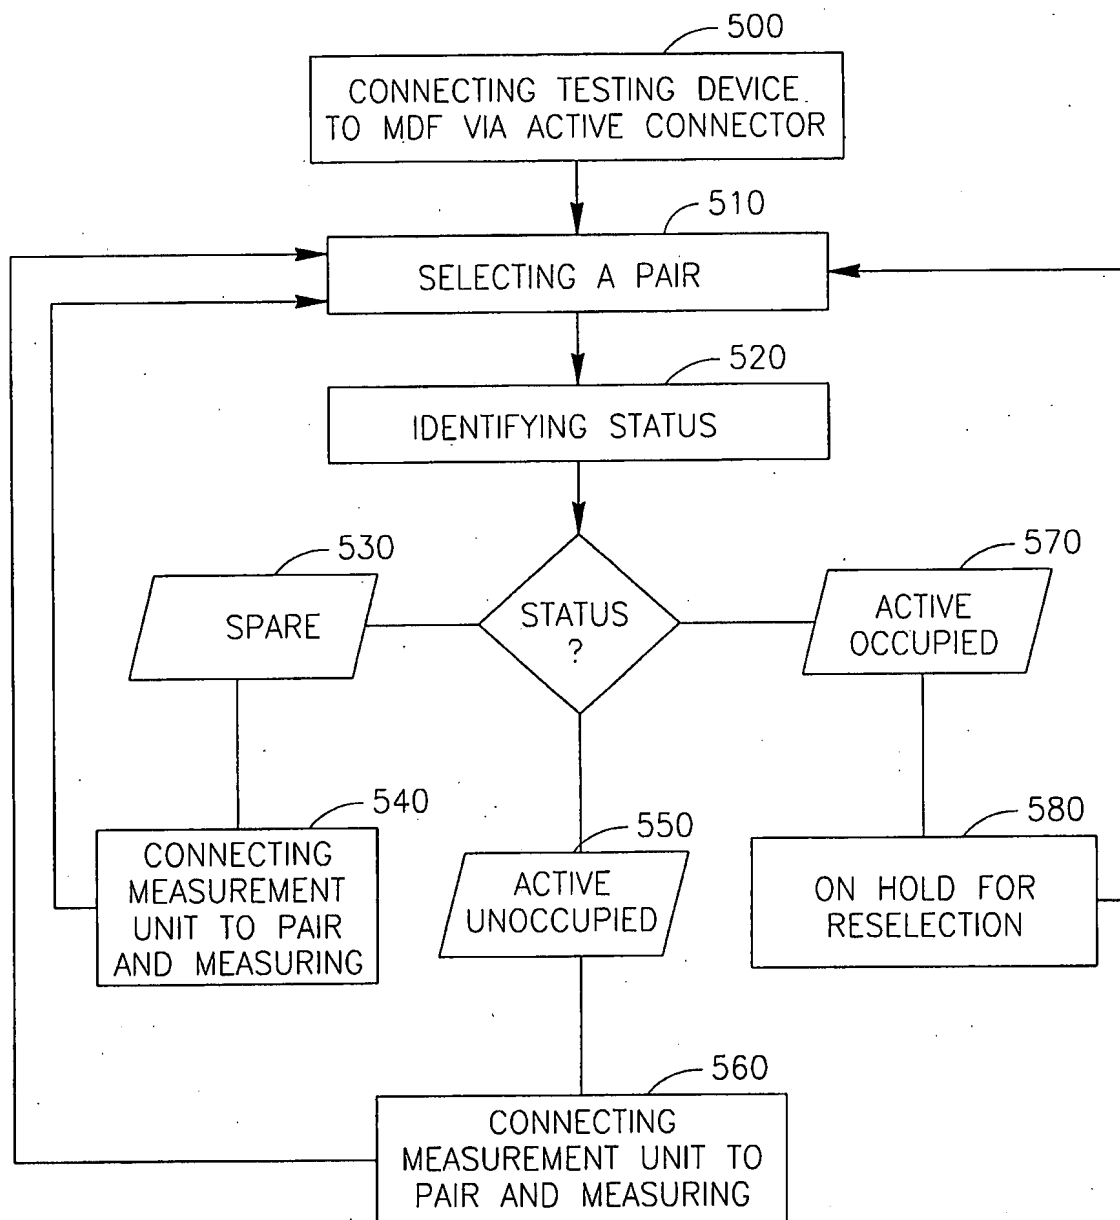 500
CONNECTING TESTING DEVICE
TO MDF VIA ACTIVE CONNECTOR
510
SELECTING A PAIR
520
IDENTIFYING STATUS
STATUS
?
530
SPARE
570
ACTIVE
OCCUPIED
540
CONNECTING
MEASUREMENT
UNIT TO PAIR
AND MEASURING
550
ACTIVE
UNOCCUPIED
580
ON HOLD FOR
RESELECTION
560
CONNECTING
MEASUREMENT UNIT TO
PAIR AND MEASURING